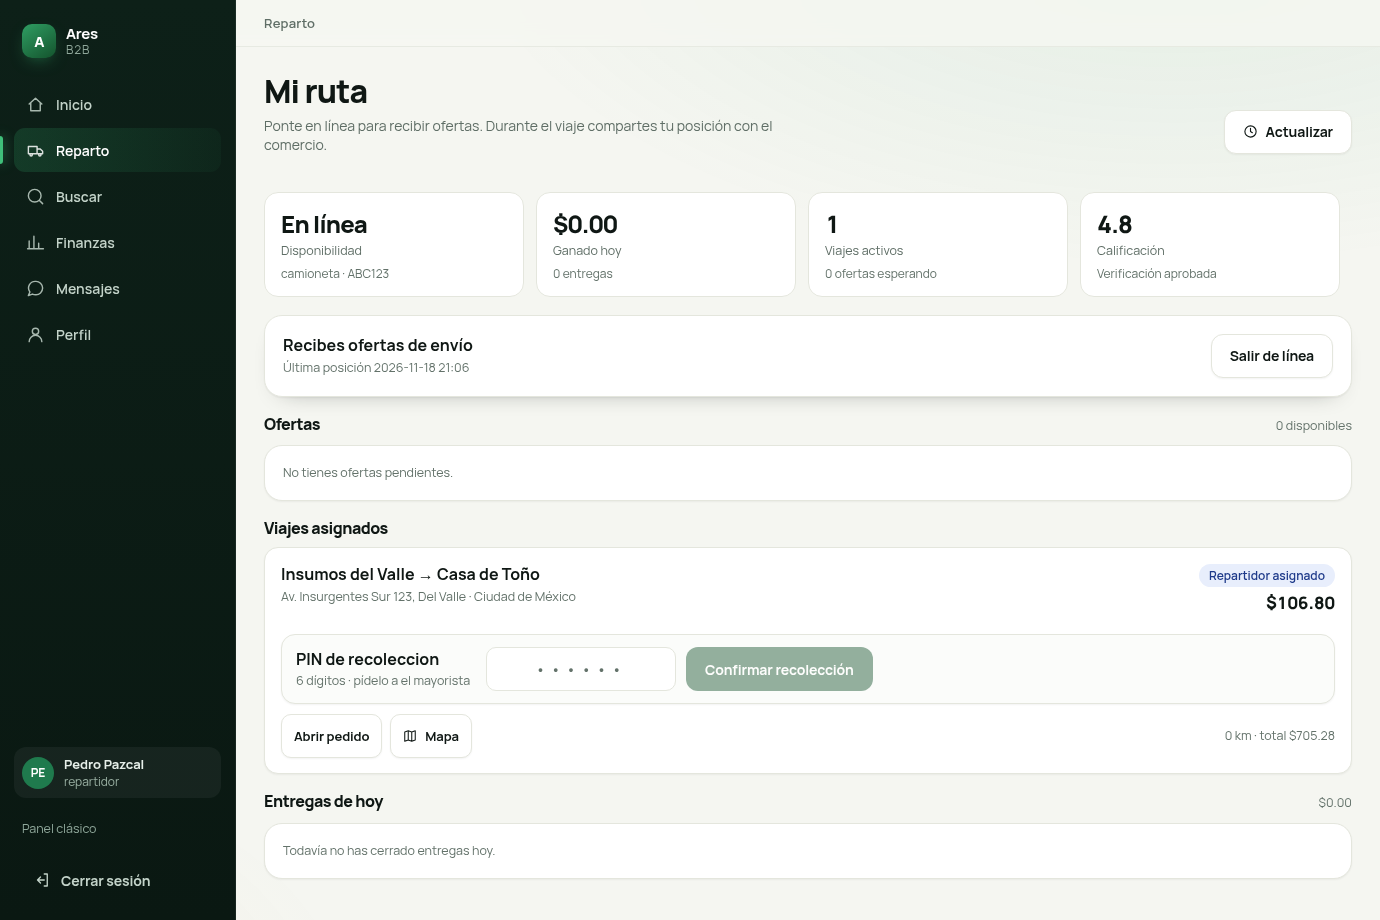 A
Ares
B2B
Inicio
Reparto
Buscar
Finanzas
Mensajes
Perfil
PE
Pedro Pazcal
repartidor
Panel clásico
Cerrar sesión
Reparto
Mi ruta
Ponte en línea para recibir ofertas. Durante el viaje compartes tu posición con el
comercio.
Actualizar
En línea
Disponibilidad
camioneta · ABC123
$0.00
Ganado hoy
0 entregas
1
Viajes activos
0 ofertas esperando
4.8
Calificación
Verificación aprobada
Recibes ofertas de envío
Última posición 2026-11-18 21:06
Salir de línea
Ofertas
0 disponibles
No tienes ofertas pendientes.
Viajes asignados
Insumos del Valle → Casa de Toño
Av. Insurgentes Sur 123, Del Valle · Ciudad de México
Repartidor asignado
$106.80
PIN de recoleccion
6 dígitos · pídelo a el mayorista
• • • • • •
Confirmar recolección
Abrir pedido
Mapa
0 km · total $705.28
Entregas de hoy
$0.00
Todavía no has cerrado entregas hoy.